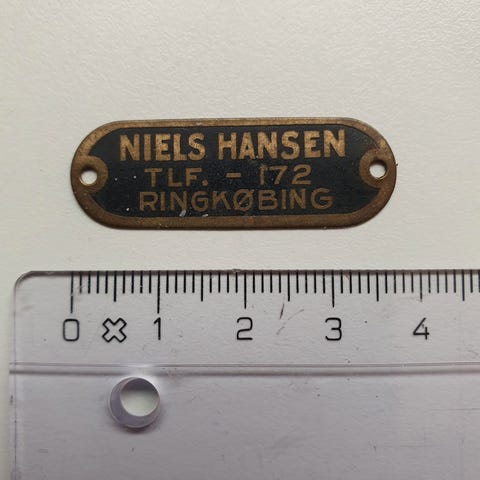 NIELS HANSEN
TLF. - 172
RINGKØBING
0 1 2 3 4